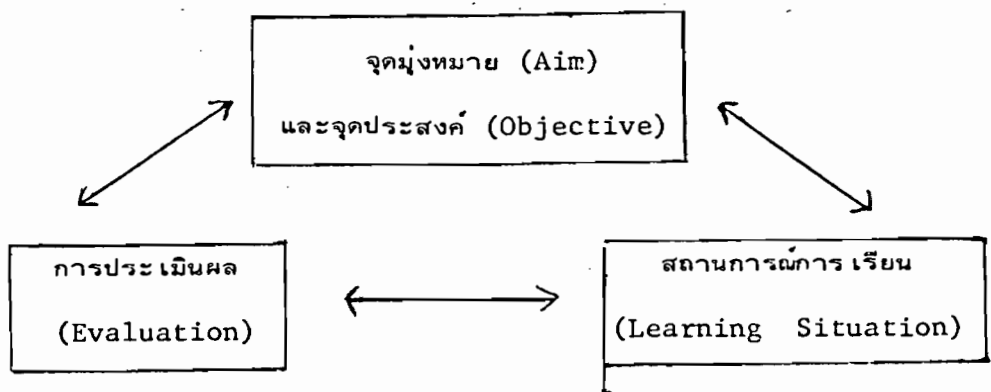 จุดมุ่งหมาย (Aim)
และจุดประสงค์ (Objective)
การประเมินผล
(Evaluation)
สถานการณ์การเรียน
(Learning Situation)